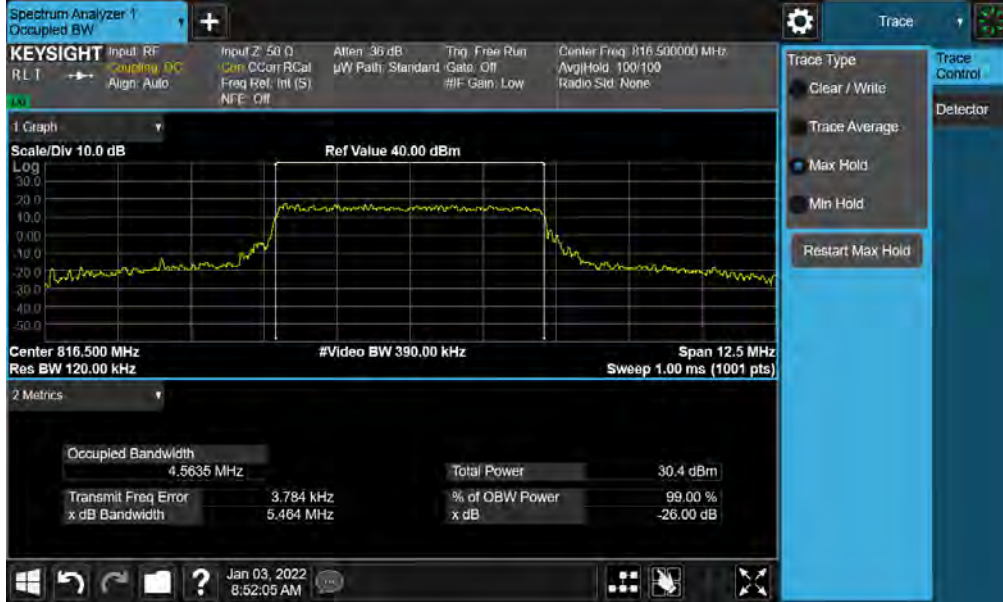 Spectrum Analyzer 1
Occupied BW
Trace
KEYSIGHT
Input: RF
Coupling: DC
Align: Auto
RLT
LXI
Input Z: 50 Ω
Corr CCorr RCal
Freq Ref: Int (S)
NFE: Off
Atten: 36 dB
µW Path: Standard
Trig: Free Run
Gate: Off
#IF Gain: Low
Center Freq: 816.500000 MHz
Avg|Hold: 100/100
Radio Std: None
Trace Type
Clear / Write
Trace Average
Max Hold
Min Hold
Restart Max Hold
Trace
Control
Detector
1 Graph
Scale/Div 10.0 dB
Ref Value 40.00 dBm
Log
30.0
20.0
10.0
0.00
-10.0
-20.0
-30.0
-40.0
-50.0
Center 816.500 MHz
#Video BW 390.00 kHz
Span 12.5 MHz
Res BW 120.00 kHz
Sweep 1.00 ms (1001 pts)
2 Metrics
Occupied Bandwidth
4.5635 MHz
Total Power
30.4 dBm
Transmit Freq Error
3.784 kHz
% of OBW Power
99.00 %
x dB Bandwidth
5.464 MHz
x dB
-26.00 dB
?
Jan 03, 2022
8:52:05 AM